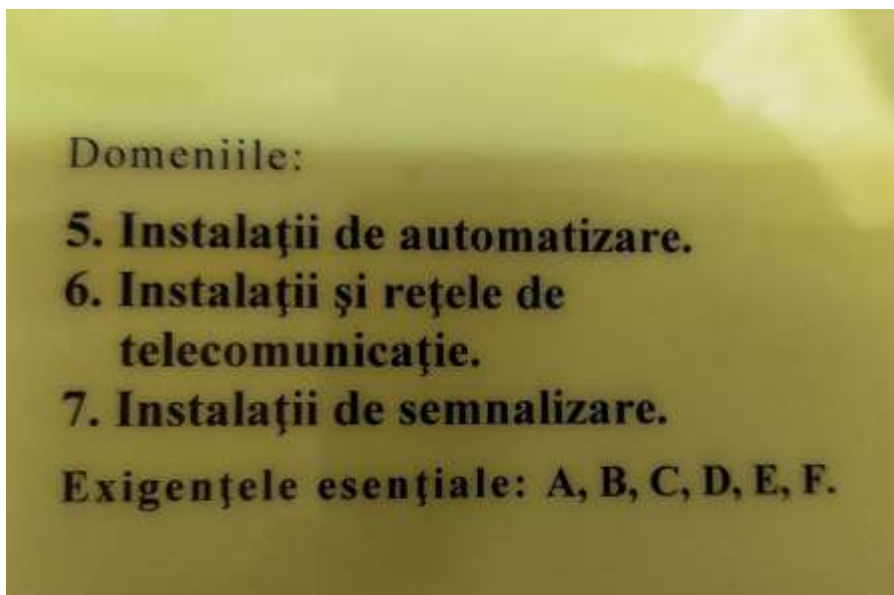 Domeniile:
5. Instalaţii de automatizare.
6. Instalaţii şi reţele de
telecomunicaţie.
7. Instalaţii de semnalizare.
Exigenţele esenţiale: A, B, C, D, E, F.